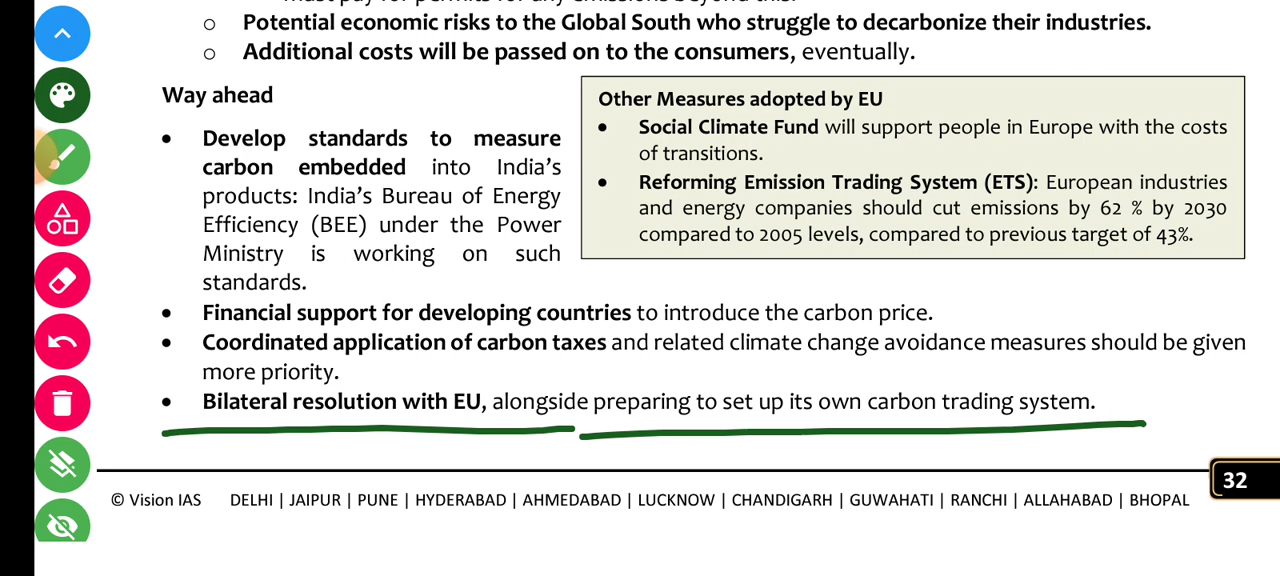 o Potential economic risks to the Global South who struggle to decarbonize their industries.
o Additional costs will be passed on to the consumers, eventually.
Way ahead
• Develop standards to measure
carbon embedded into India's
products: India's Bureau of Energy
Efficiency (BEE) under the Power
Ministry is working on such
standards.
Other Measures adopted by EU
• Social Climate Fund will support people in Europe with the costs
of transitions.
• Reforming Emission Trading System (ETS): European industries
and energy companies should cut emissions by 62 % by 2030
compared to 2005 levels, compared to previous target of 43%.
• Financial support for developing countries to introduce the carbon price.
• Coordinated application of carbon taxes and related climate change avoidance measures should be given
more priority.
• Bilateral resolution with EU, alongside preparing to set up its own carbon trading system.
32
© Vision IAS DELHI | JAIPUR | PUNE | HYDERABAD | AHMEDABAD | LUCKNOW | CHANDIGARH | GUWAHATI | RANCHI | ALLAHABAD | BHOPAL